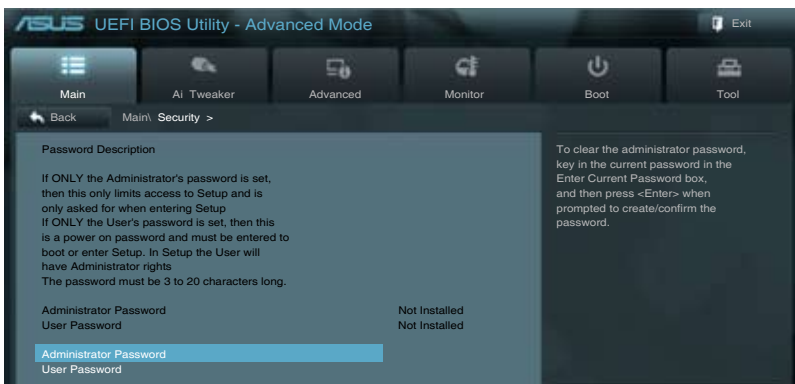 ASUS UEFI BIOS Utility - Advanced Mode
Exit
Main
Ai Tweaker
Advanced
Monitor
Boot
Tool
Back
Main\ Security >
Password Description
If ONLY the Administrator's password is set,
then this only limits access to Setup and is
only asked for when entering Setup
If ONLY the User's password is set, then this
is a power on password and must be entered to
boot or enter Setup. In Setup the User will
have Administrator rights
The password must be 3 to 20 characters long.
Administrator Password Not Installed
User Password Not Installed
Administrator Password
User Password
To clear the administrator password,
key in the current password in the
Enter Current Password box,
and then press <Enter> when
prompted to create/confirm the
password.